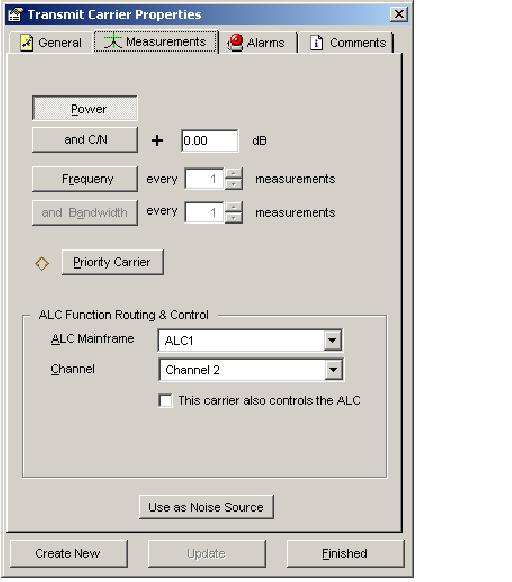 Transmit Carrier Properties
General Measurements Alarms Comments
Power
and C/N + 0.00 dB
Frequeny every 1 measurements
and Bandwidth every 1 measurements
Priority Carrier
ALC Function Routing & Control
ALC Mainframe ALC1
Channel Channel 2
This carrier also controls the ALC
Use as Noise Source
Create New Update Finished